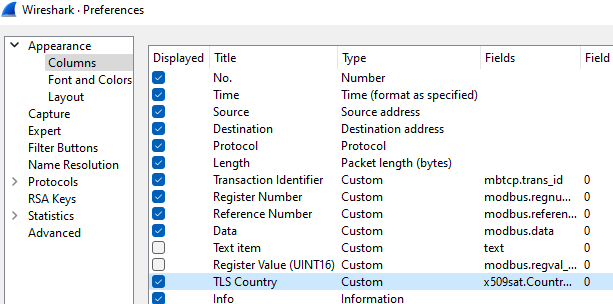 Wireshark · Preferences
Appearance
Columns
Font and Colors
Layout
Capture
Expert
Filter Buttons
Name Resolution
Protocols
RSA Keys
Statistics
Advanced
Displayed Title Type Fields Field
No. Number
Time Time (format as specified)
Source Source address
Destination Destination address
Protocol Protocol
Length Packet length (bytes)
Transaction Identifier Custom mbtcp.trans_id 0
Register Number Custom modbus.regnu... 0
Reference Number Custom modbus.referen... 0
Data Custom modbus.data 0
Text item Custom text 0
Register Value (UINT16) Custom modbus.regval_... 0
TLS Country Custom x509sat.Countr... 0
Info Information